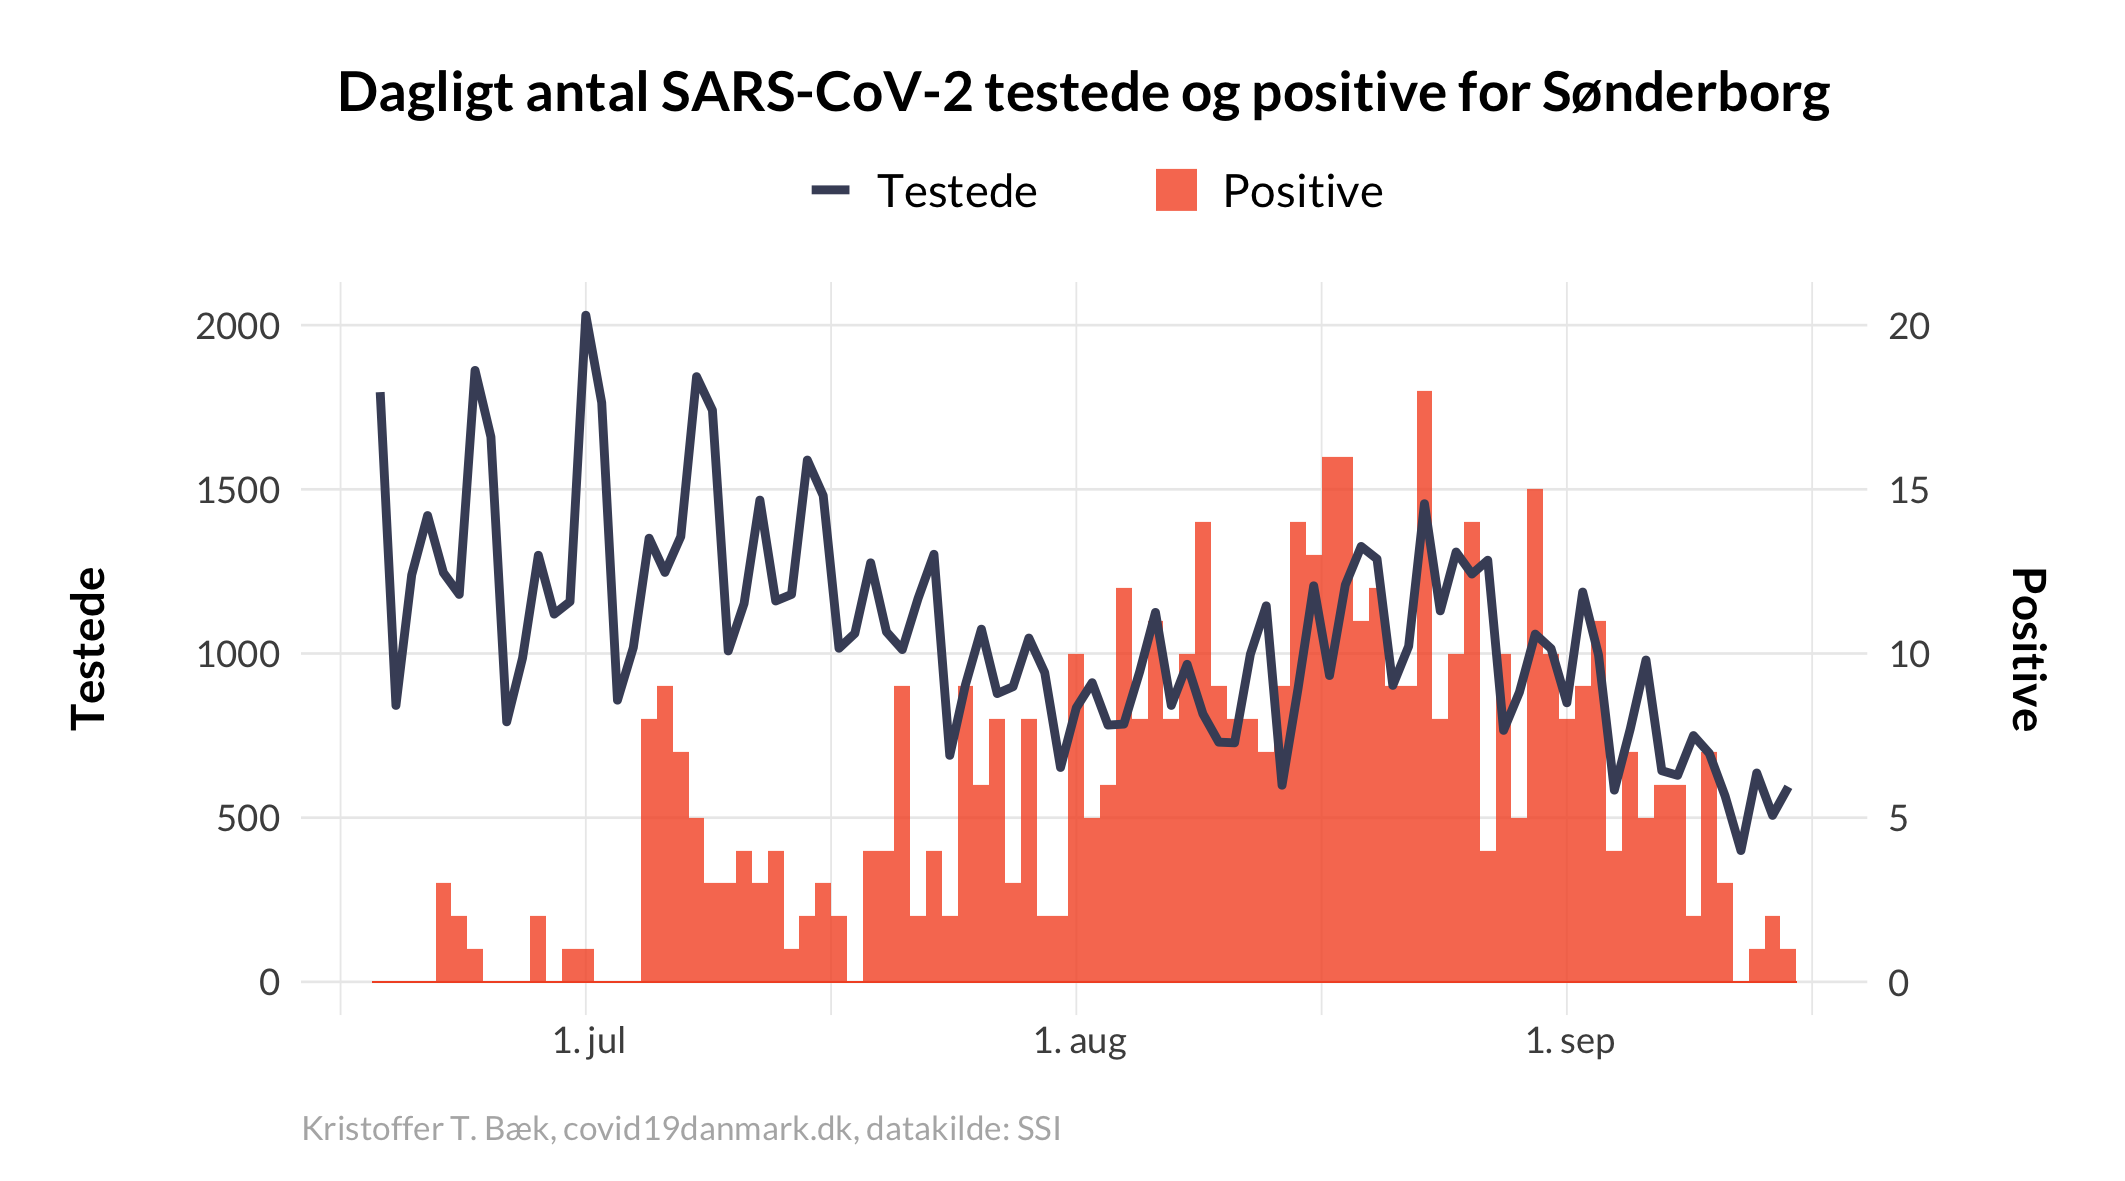 Dagligt antal SARS-CoV-2 testede og positive for Sønderborg
Testede
Positive
2000
1500
1000
500
0
20
15
10
5
0
Testede
Positive
1. jul
1. aug
1. sep
Kristoffer T. Bæk, covid19danmark.dk, datakilde: SSI